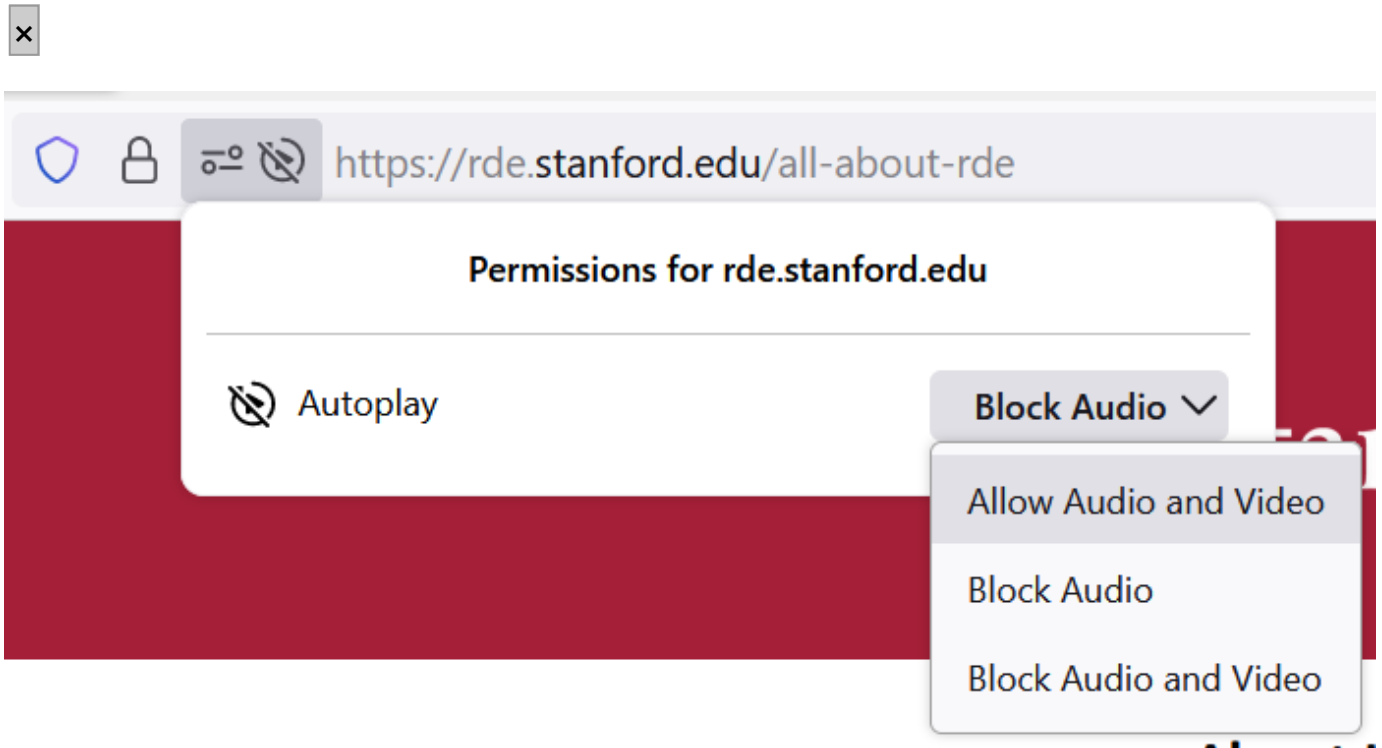 ×
https://rde.stanford.edu/all-about-rde
Permissions for rde.stanford.edu
Autoplay
Block Audio
Allow Audio and Video
Block Audio
Block Audio and Video